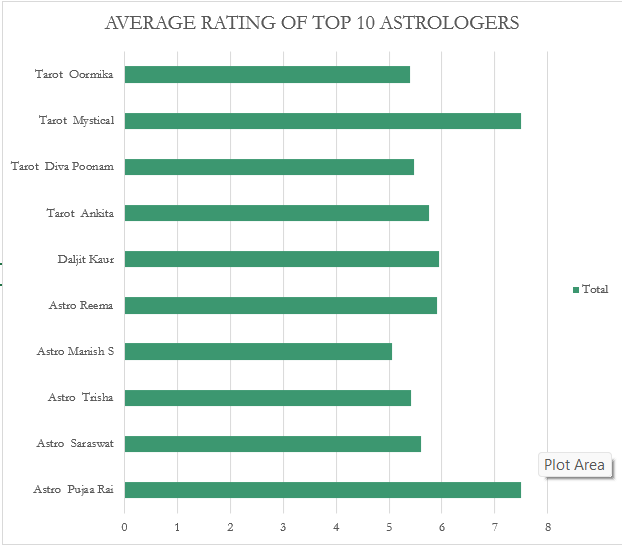 AVERAGE RATING OF TOP 10 ASTROLOGERS
Tarot Oormika
Tarot Mystical
Tarot Diva Poonam
Tarot Ankita
Daljit Kaur
Astro Reema
Astro Manish S
Astro Trisha
Astro Saraswat
Astro Pujaa Rai
0 1 2 3 4 5 6 7 8
Total
Plot Area